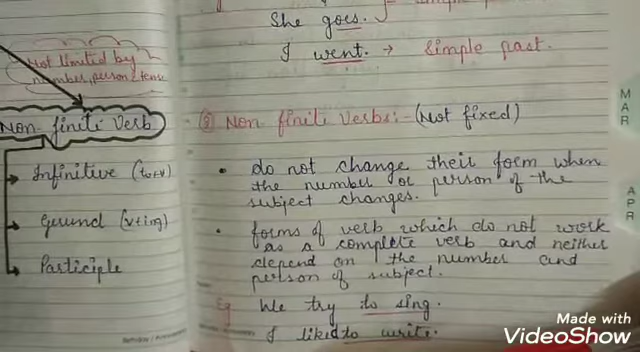 She goes.
I went. → Simple past.
Not limited by
number, person, tense
Non-finite Verb
→ Infinitive (to+v)
→ Gerund (v+ing)
→ Participle
② Non finite Verbs:- (Not fixed)
• do not change their form when
the number or person of the
subject changes.
• forms of verb which do not work
as a complete verb and neither
depend on the number and
person of subject.
Eg We try to sing.
I liked to write.
MAR
APR
Birthday / Anniversary
Made with
VideoShow